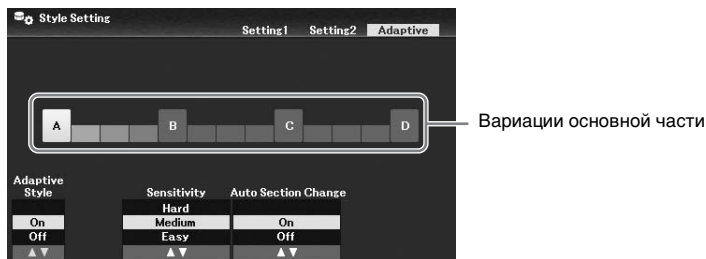 Style Setting
Setting1 Setting2 Adaptive
A B C D
Вариации основной части
Adaptive Style
Sensitivity
Auto Section Change
Hard
On Medium On
Off Easy Off